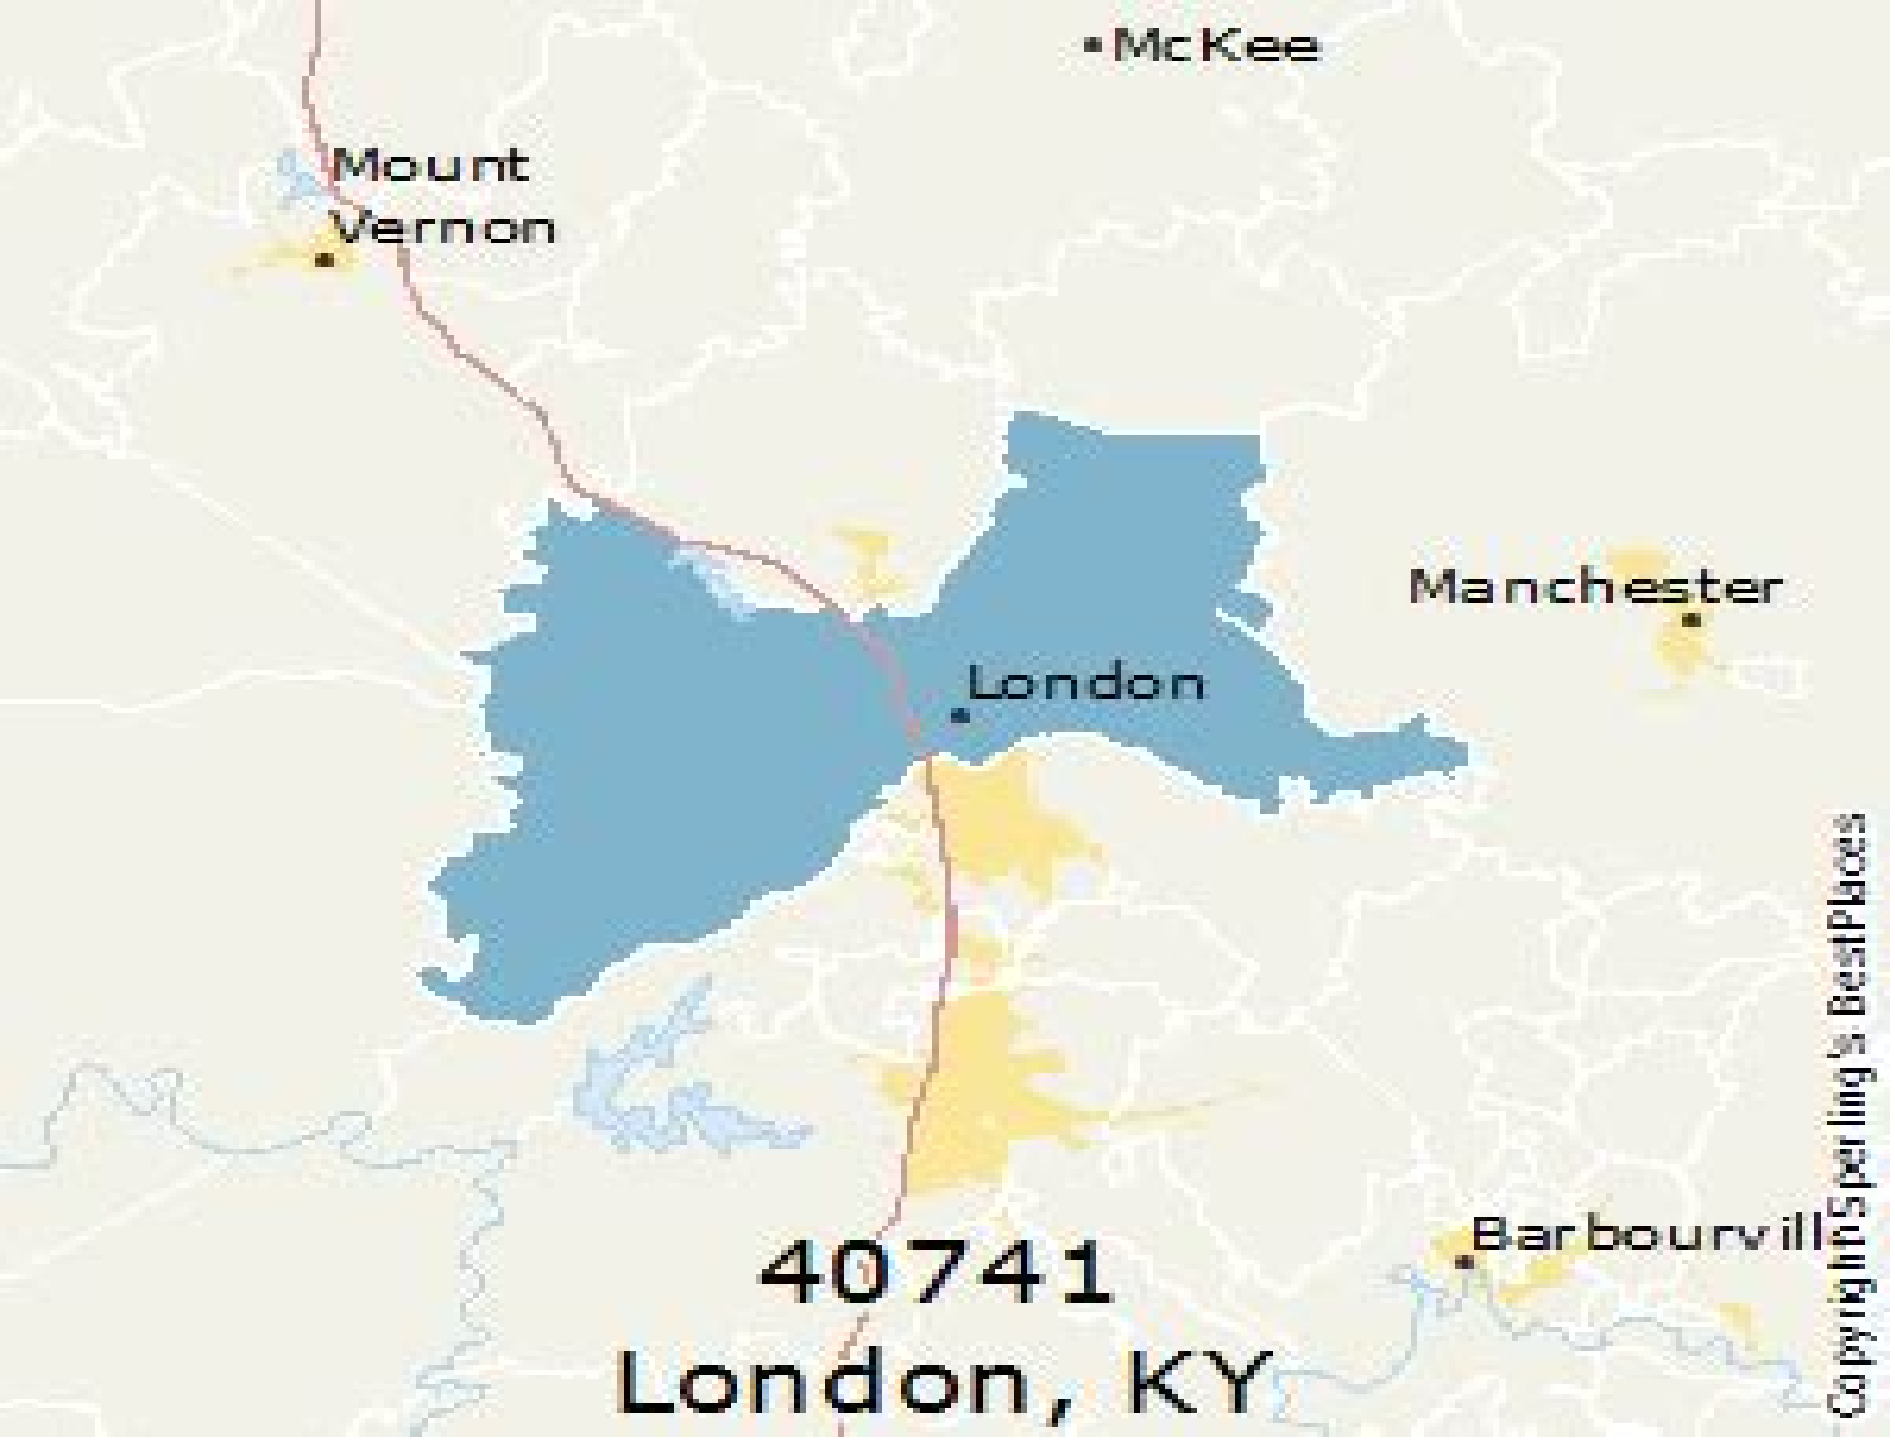 McKee
Mount
Vernon
Manchester
London
Barbourvill
40741
London, KY
Copyright Sperling's BestPlaces